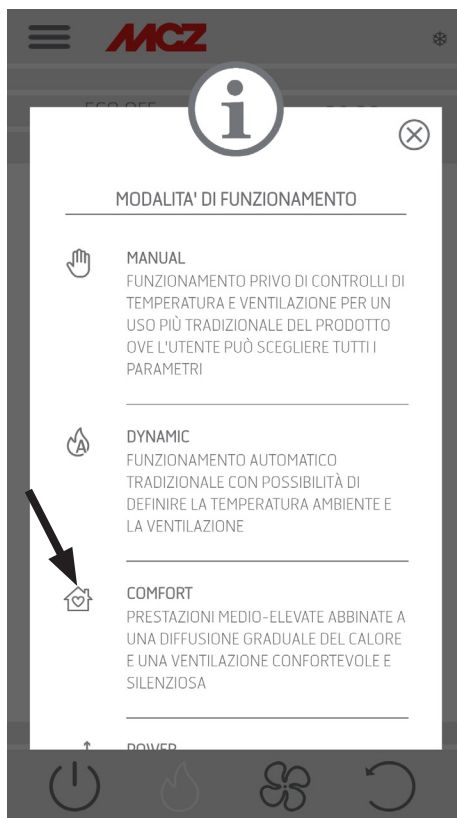 MCZ
MODALITA' DI FUNZIONAMENTO
MANUAL
FUNZIONAMENTO PRIVO DI CONTROLLI DI
TEMPERATURA E VENTILAZIONE PER UN
USO PIÙ TRADIZIONALE DEL PRODOTTO
OVE L'UTENTE PUÒ SCEGLIERE TUTTI I
PARAMETRI
DYNAMIC
FUNZIONAMENTO AUTOMATICO
TRADIZIONALE CON POSSIBILITÀ DI
DEFINIRE LA TEMPERATURA AMBIENTE E
LA VENTILAZIONE
COMFORT
PRESTAZIONI MEDIO-ELEVATE ABBINATE A
UNA DIFFUSIONE GRADUALE DEL CALORE
E UNA VENTILAZIONE CONFORTEVOLE E
SILENZIOSA
POWER